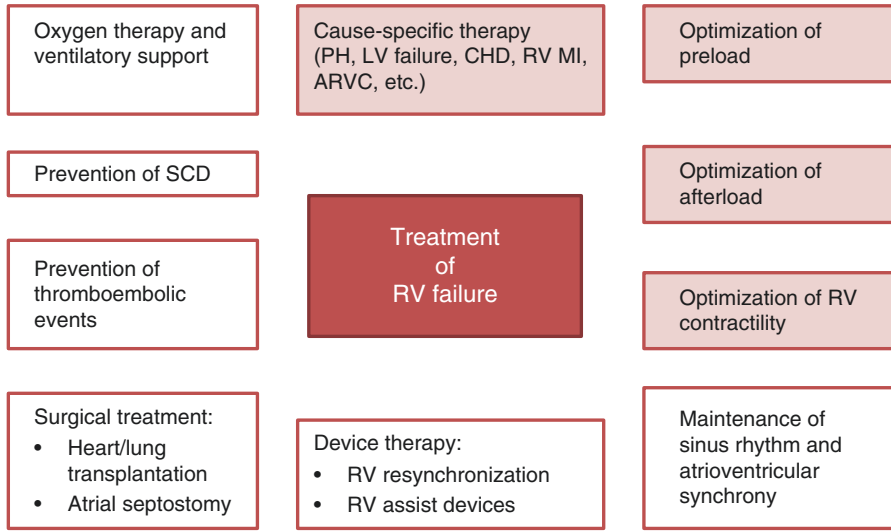 Oxygen therapy and
ventilatory support
Cause-specific therapy
(PH, LV failure, CHD, RV MI,
ARVC, etc.)
Optimization of
preload
Prevention of SCD
Optimization of
afterload
Treatment
of
RV failure
Prevention of
thromboembolic
events
Optimization of RV
contractility
Surgical treatment:
• Heart/lung
transplantation
• Atrial septostomy
Device therapy:
• RV resynchronization
• RV assist devices
Maintenance of
sinus rhythm and
atrioventricular
synchrony